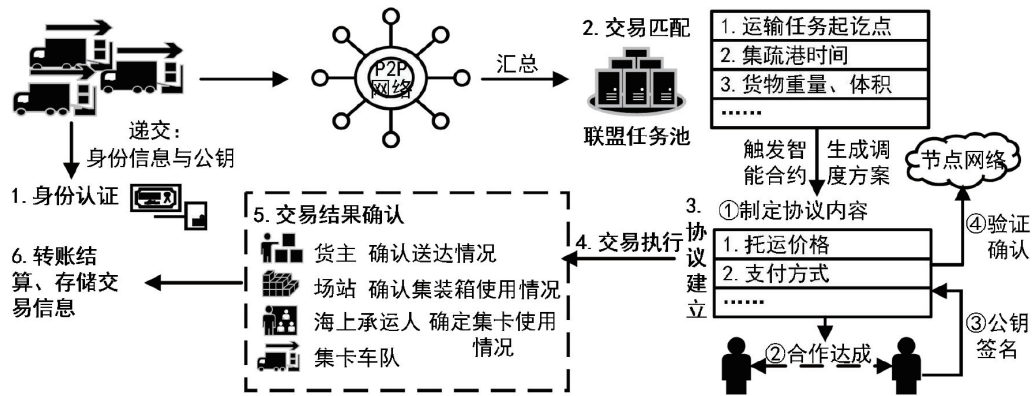 P2P
网络
汇总
2. 交易匹配
联盟任务池
1. 运输任务起讫点
2. 集疏港时间
3. 货物重量、体积
……
递交：
身份信息与公钥
1. 身份认证
触发智
能合约
生成调
度方案
节点网络
3.
协
议
建
立
①制定协议内容
1. 托运价格
2. 支付方式
……
④验证
确认
③公钥
签名
②合作达成
4. 交易执行
5. 交易结果确认
货主 确认送达情况
场站 确认集装箱使用情况
海上承运人 确定集卡使用
情况
集卡车队
6. 转账结
算、存储交
易信息